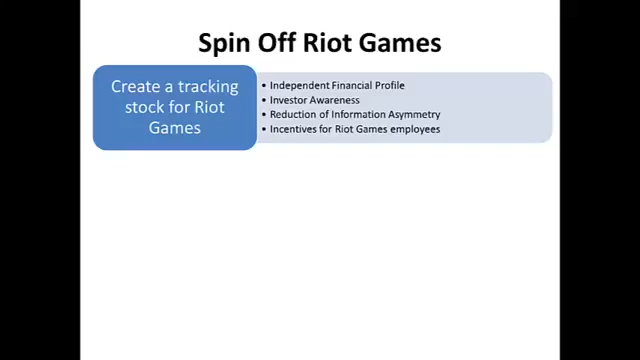 Spin Off Riot Games
Create a tracking
stock for Riot
Games
• Independent Financial Profile
• Investor Awareness
• Reduction of Information Asymmetry
• Incentives for Riot Games employees